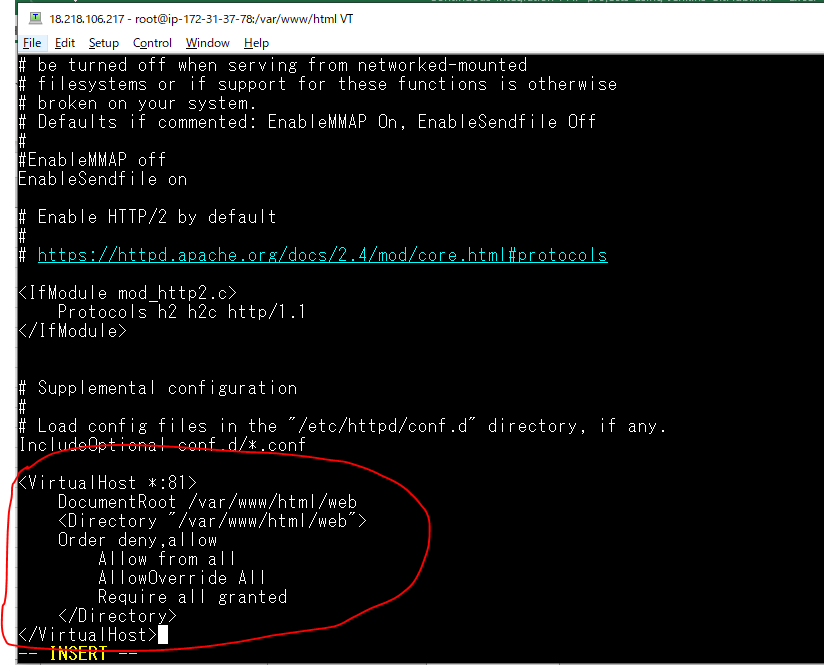 18.218.106.217 - root@ip-172-31-37-78:/var/www/html VT
File Edit Setup Control Window Help
# be turned off when serving from networked-mounted
# filesystems or if support for these functions is otherwise
# broken on your system.
# Defaults if commented: EnableMMAP On, EnableSendfile Off
#
#EnableMMAP off
EnableSendfile on
# Enable HTTP/2 by default
#
# https://httpd.apache.org/docs/2.4/mod/core.html#protocols
<IfModule mod_http2.c>
    Protocols h2 h2c http/1.1
</IfModule>
# Supplemental configuration
#
# Load config files in the "/etc/httpd/conf.d" directory, if any.
IncludeOptional conf.d/*.conf
<VirtualHost *:81>
    DocumentRoot /var/www/html/web
    <Directory "/var/www/html/web">
    Order deny,allow
        Allow from all
        AllowOverride All
        Require all granted
    </Directory>
</VirtualHost>
-- INSERT --